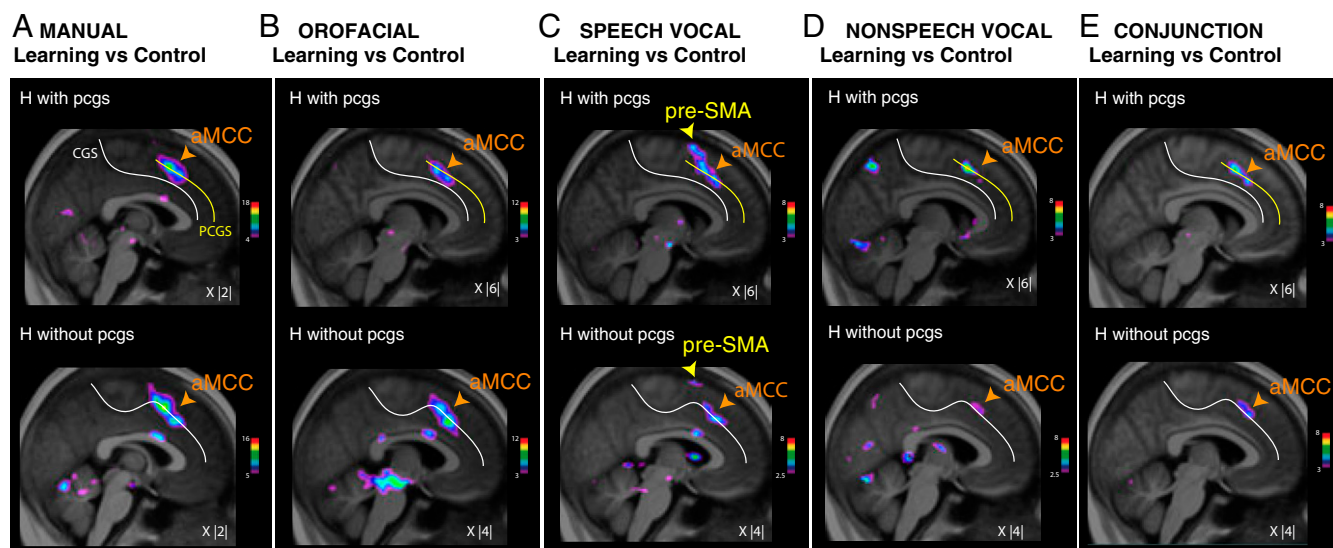 A MANUAL
Learning vs Control
H with pcgs
CGS
aMCC
PCGS
18
4
X |2|
H without pcgs
aMCC
16
5
X |2|
B OROFACIAL
Learning vs Control
H with pcgs
aMCC
12
3
X |6|
H without pcgs
aMCC
12
3
X |4|
C SPEECH VOCAL
Learning vs Control
H with pcgs
pre-SMA
aMCC
8
3
X |6|
H without pcgs
pre-SMA
aMCC
8
2.5
X |4|
D NONSPEECH VOCAL
Learning vs Control
H with pcgs
aMCC
8
3
X |6|
H without pcgs
aMCC
8
2.5
X |4|
E CONJUNCTION
Learning vs Control
H with pcgs
aMCC
8
3
X |6|
H without pcgs
aMCC
8
3
X |4|